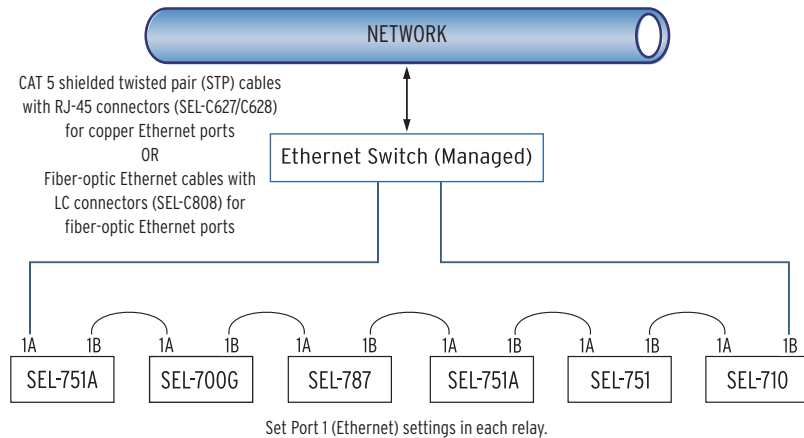 NETWORK
CAT 5 shielded twisted pair (STP) cables
with RJ-45 connectors (SEL-C627/C628)
for copper Ethernet ports
OR
Fiber-optic Ethernet cables with
LC connectors (SEL-C808) for
fiber-optic Ethernet ports
Ethernet Switch (Managed)
1A 1B 1A 1B 1A 1B 1A 1B 1A 1B 1A 1B
SEL-751A SEL-700G SEL-787 SEL-751A SEL-751 SEL-710
Set Port 1 (Ethernet) settings in each relay.